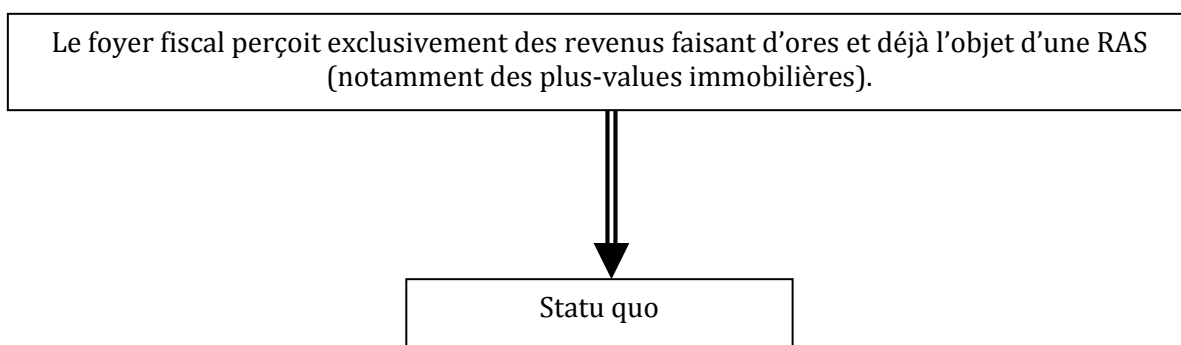 Le foyer fiscal perçoit exclusivement des revenus faisant d’ores et déjà l’objet d’une RAS
(notamment des plus-values immobilières).
Statu quo